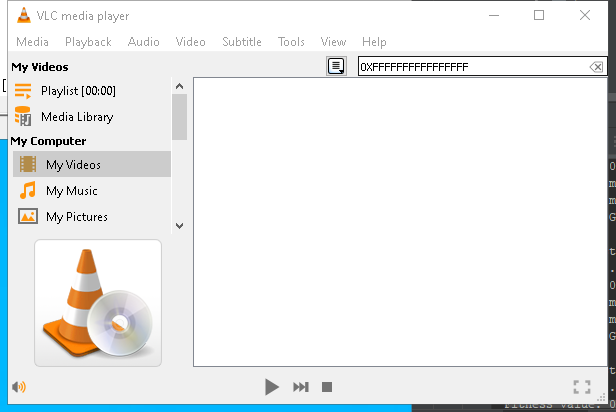 VLC media player
Media Playback Audio Video Subtitle Tools View Help
My Videos
0XFFFFFFFFFFFFFFFF
Playlist [00:00]
Media Library
My Computer
My Videos
My Music
My Pictures
Fitness value: 0